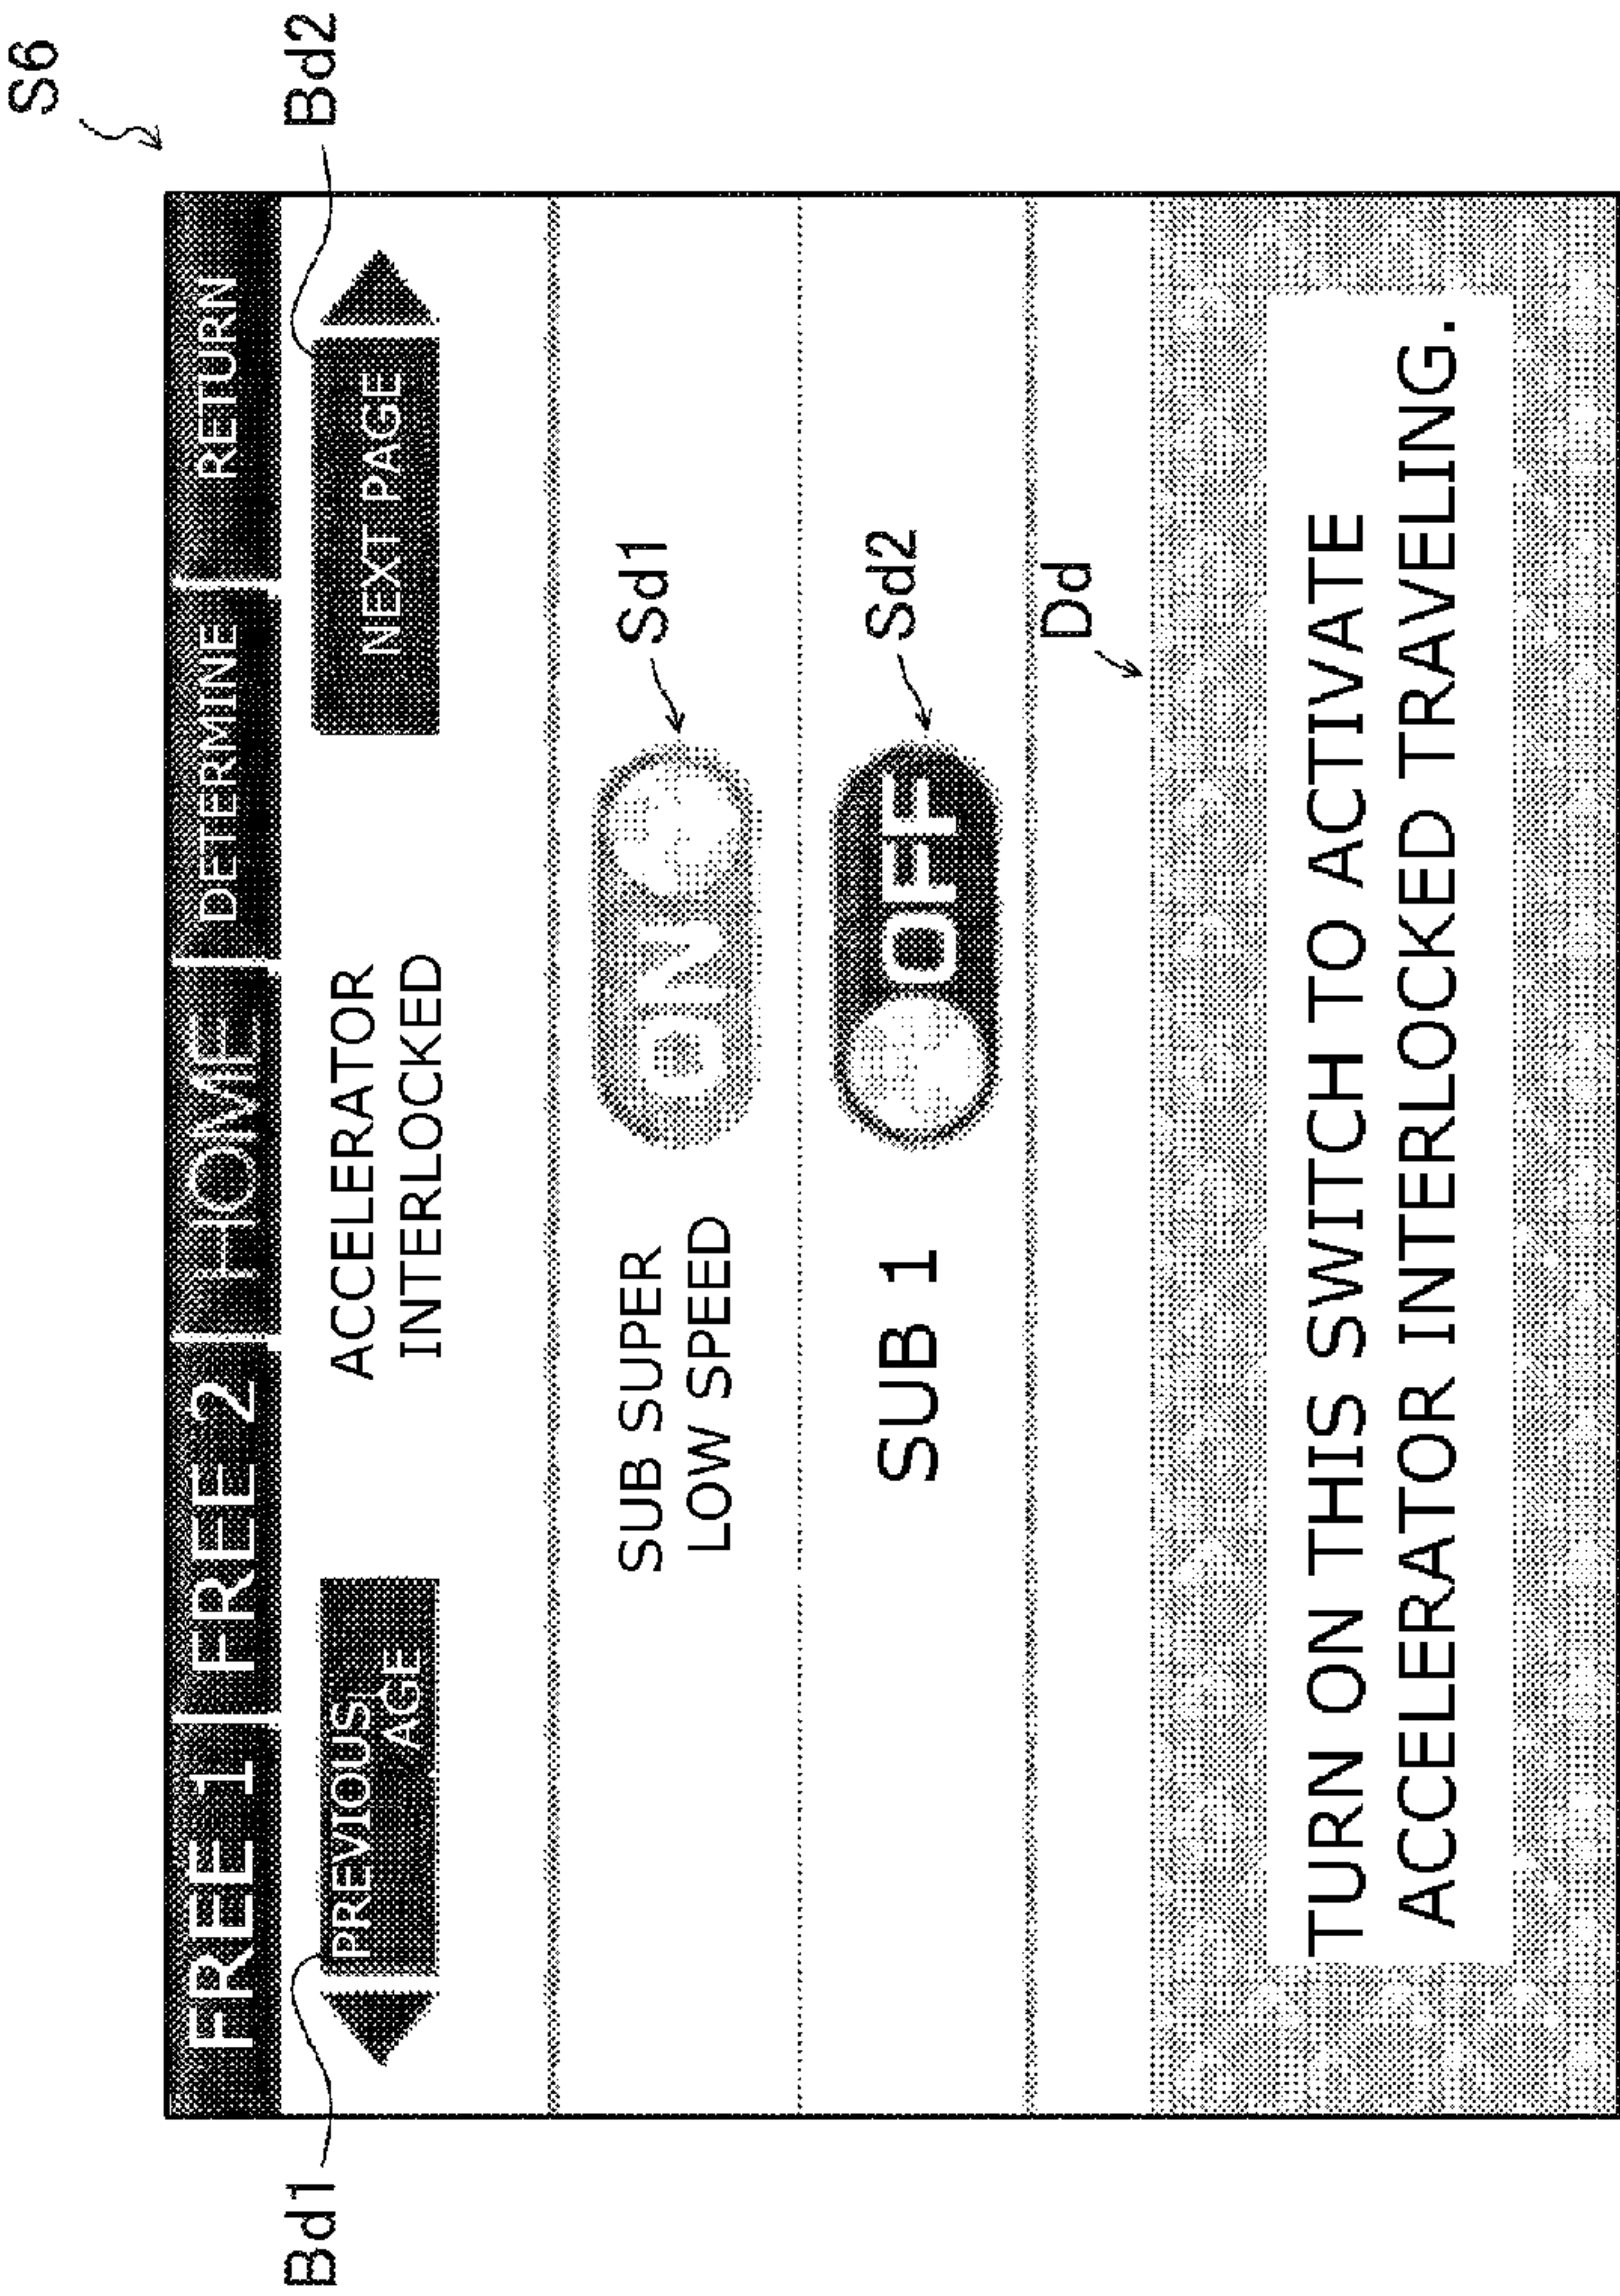 S6
FREE 1 FREE 2 HOME DETERMINE RETURN
Bd1 Bd2
PREVIOUS
AGE
ACCELERATOR
INTERLOCKED
NEXT PAGE
SUB SUPER
LOW SPEED
ON
Sd1
SUB 1
OFF
Sd2
Dd
TURN ON THIS SWITCH TO ACTIVATE
ACCELERATOR INTERLOCKED TRAVELING.